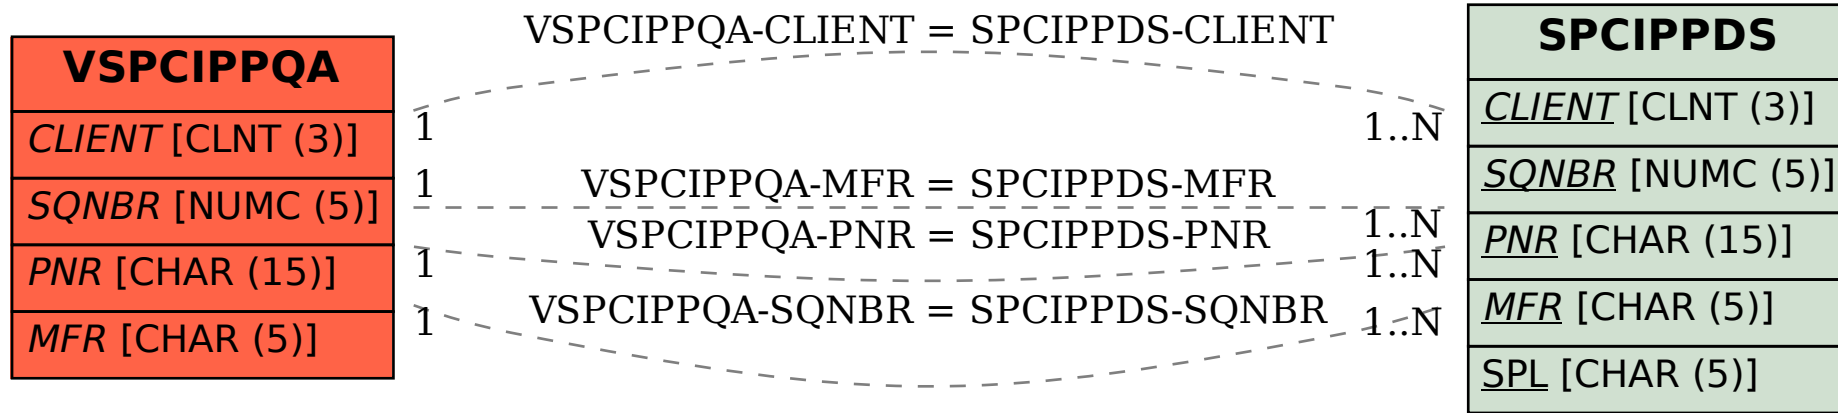 VSPCIPPQA
CLIENT [CLNT (3)]
SQNBR [NUMC (5)]
PNR [CHAR (15)]
MFR [CHAR (5)]
VSPCIPPQA-CLIENT = SPCIPPDS-CLIENT
1
1..N
VSPCIPPQA-MFR = SPCIPPDS-MFR
1
1..N
VSPCIPPQA-PNR = SPCIPPDS-PNR
1
1..N
VSPCIPPQA-SQNBR = SPCIPPDS-SQNBR
1
1..N
SPCIPPDS
CLIENT [CLNT (3)]
SQNBR [NUMC (5)]
PNR [CHAR (15)]
MFR [CHAR (5)]
SPL [CHAR (5)]